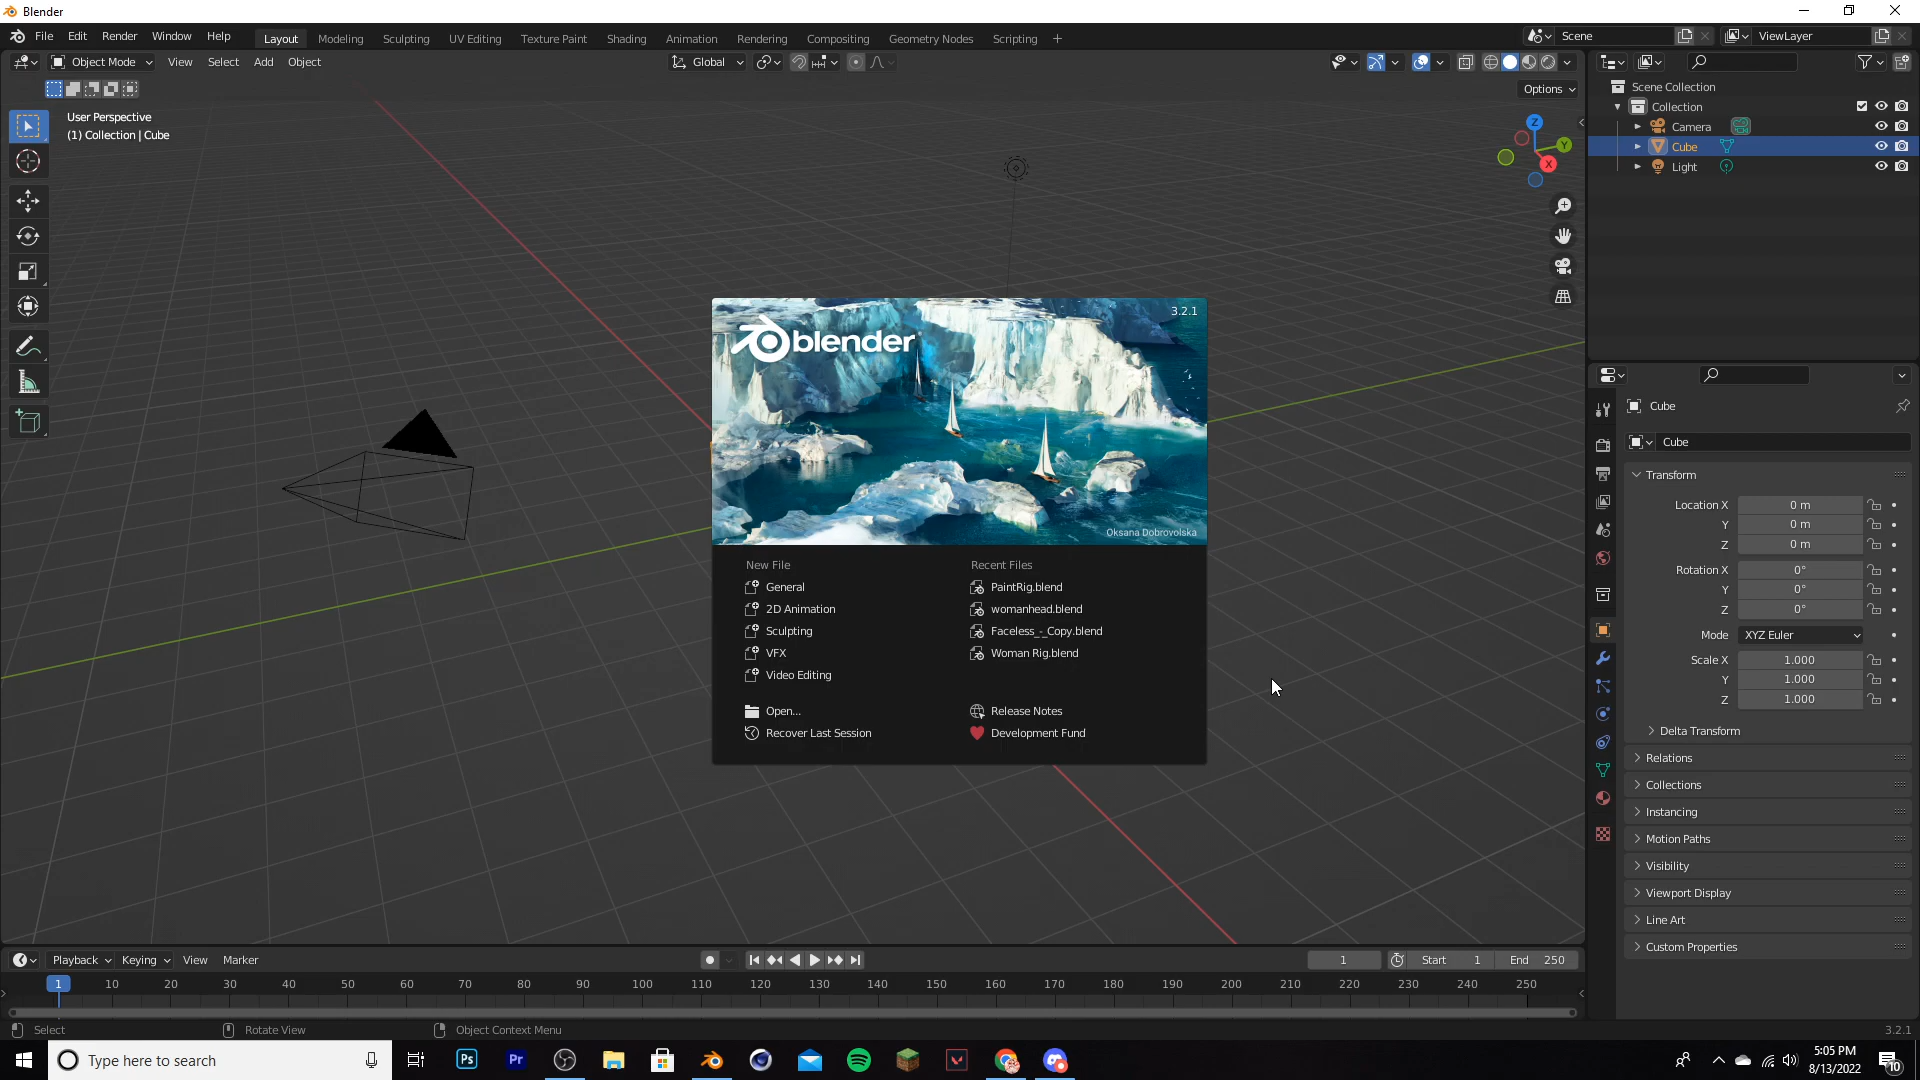 Blender
File Edit Render Window Help
Layout Modeling Sculpting UV Editing Texture Paint Shading Animation Rendering Compositing Geometry Nodes Scripting +
Scene
ViewLayer
Object Mode View Select Add Object
Global
Options
User Perspective
(1) Collection | Cube
Z
Y
X
Scene Collection
Collection
Camera
Cube
Light
3.2.1
blender
Oksana Dobrovolska
New File
General
2D Animation
Sculpting
VFX
Video Editing
Open...
Recover Last Session
Recent Files
PaintRig.blend
womanhead.blend
Faceless_-_Copy.blend
Woman Rig.blend
Release Notes
Development Fund
Cube
Cube
Transform
Location X 0 m
Y 0 m
Z 0 m
Rotation X 0°
Y 0°
Z 0°
Mode XYZ Euler
Scale X 1.000
Y 1.000
Z 1.000
Delta Transform
Relations
Collections
Instancing
Motion Paths
Visibility
Viewport Display
Line Art
Custom Properties
Playback Keying View Marker
1
Start 1
End 250
1 10 20 30 40 50 60 70 80 90 100 110 120 130 140 150 160 170 180 190 200 210 220 230 240 250
Select
Rotate View
Object Context Menu
3.2.1
Type here to search
Ps
Pr
5:05 PM
8/13/2022
10